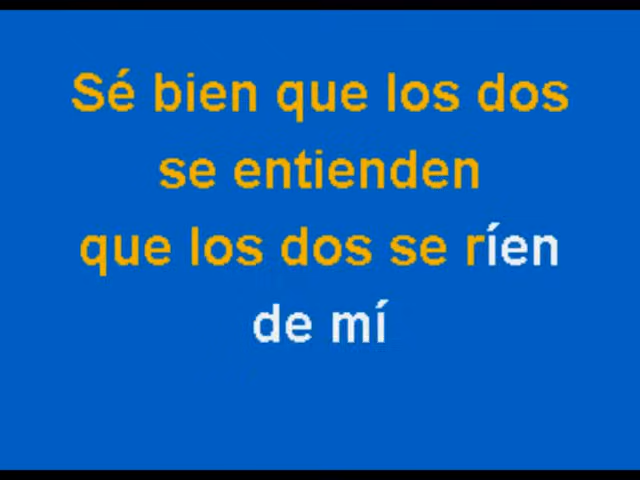 Sé bien que los dos
se entienden
que los dos se ríen
de mí